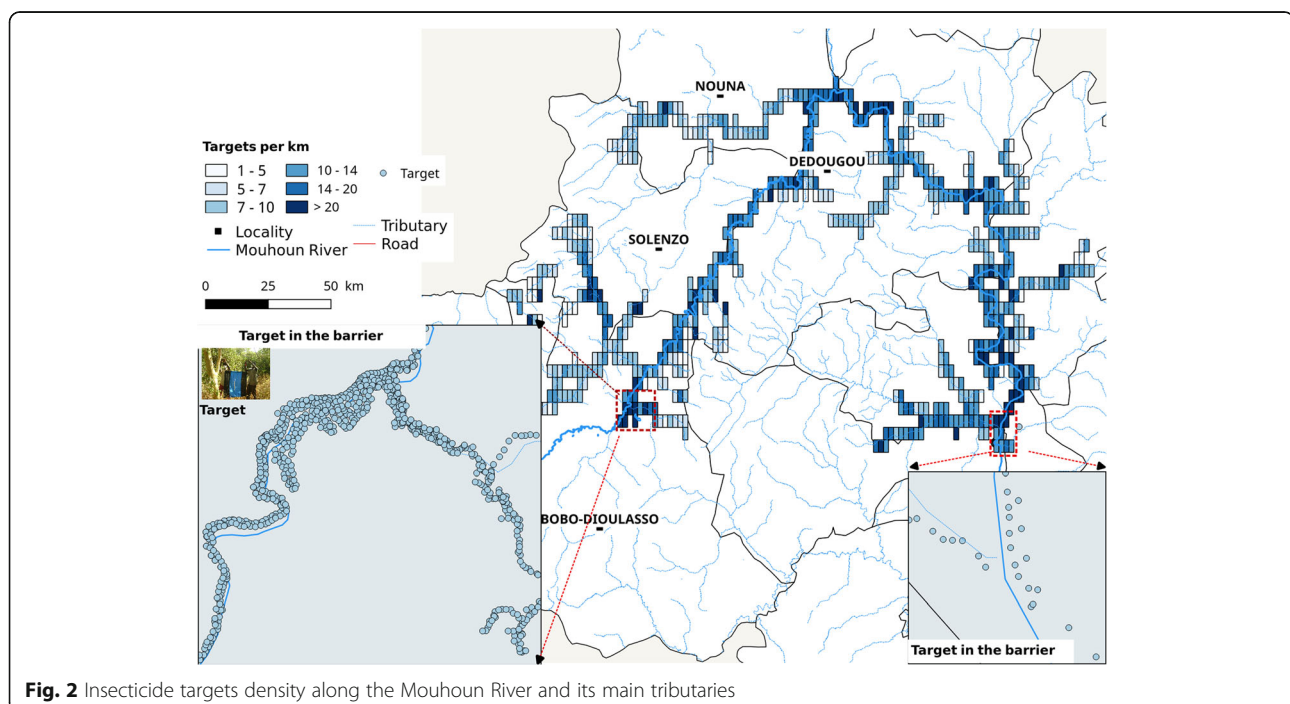 NOUNA
Targets per km
1 - 5
10 - 14
Target
5 - 7
14 - 20
7 - 10
> 20
DEDOUGOU
Locality
Tributary
Mouhoun River
Road
SOLENZO
0 25 50 km
Target in the barrier
Target
BOBO-DIOULASSO
Target in the barrier
Fig. 2 Insecticide targets density along the Mouhoun River and its main tributaries